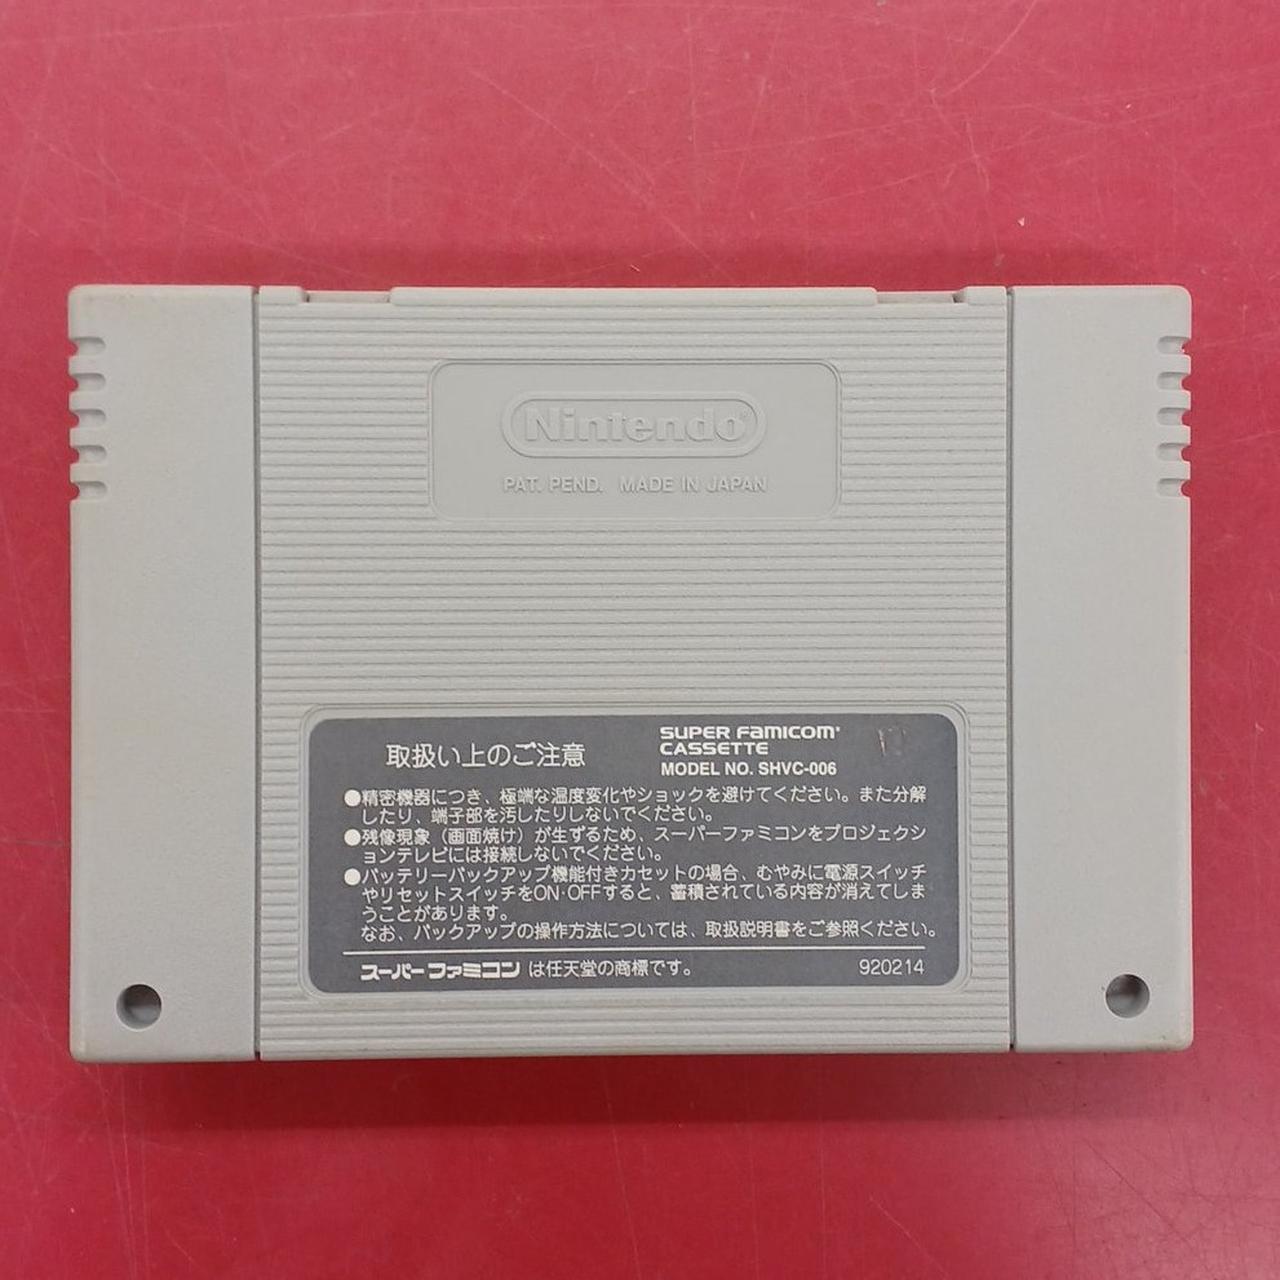 Nintendo®
PAT. PEND. MADE IN JAPAN
取扱い上のご注意
SUPER FAMICOM®
CASSETTE
MODEL NO. SHVC-006
●精密機器につき、極端な温度変化やショックを避けてください。また分解
したり、端子部を汚したりしないでください。
●残像現象（画面焼け）が生ずるため、スーパーファミコンをプロジェクシ
ョンテレビには接続しないでください。
●バッテリーバックアップ機能付きカセットの場合、むやみに電源スイッチ
やリセットスイッチをON·OFFすると、蓄積されている内容が消えてしま
うことがあります。
なお、バックアップの操作方法については、取扱説明書をご参照ください。
スーパーファミコン は任天堂の商標です。
920214